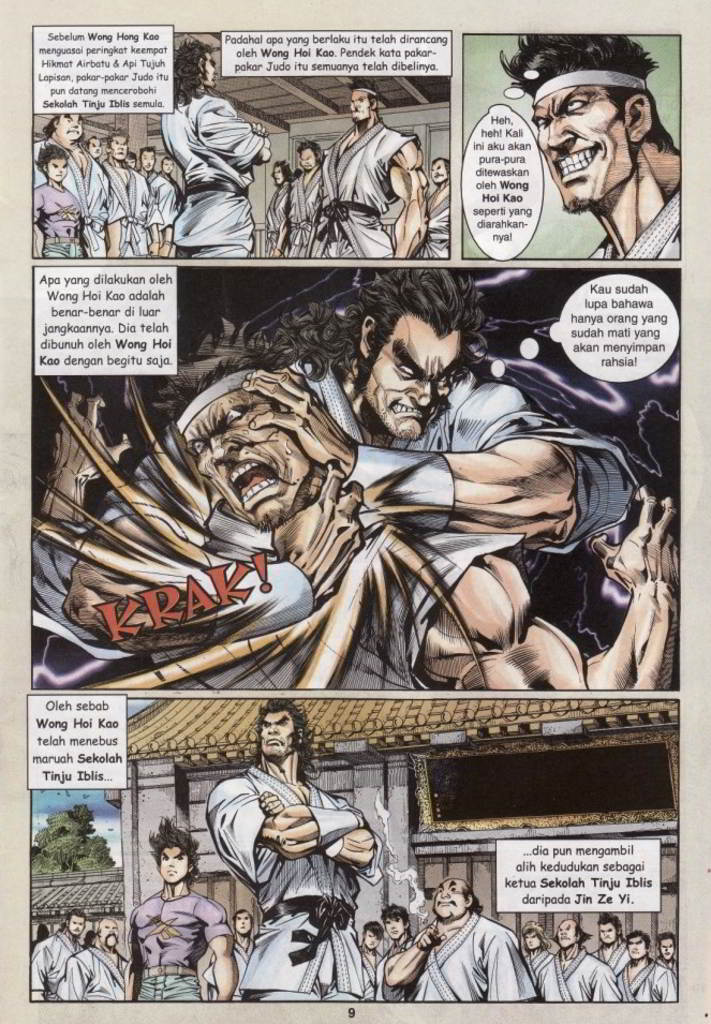 Sebelum Wong Hong Kao
menguasai peringkat keempat
Hikmat Airbatu & Api Tujuh
Lapisan, pakar-pakar Judo itu
pun datang mencerobohi
Sekolah Tinju Iblis semula.
Padahal apa yang berlaku itu telah dirancang
oleh Wong Hoi Kao. Pendek kata pakar-
pakar Judo itu semuanya telah dibelinya.
Heh,
heh! Kali
ini aku akan
pura-pura
ditewaskan
oleh Wong
Hoi Kao
seperti yang
diarahkan-
nya!
Apa yang dilakukan oleh
Wong Hoi Kao adalah
benar-benar di luar
jangkaannya. Dia telah
dibunuh oleh Wong Hoi
Kao dengan begitu saja.
Kau sudah
lupa bahawa
hanya orang yang
sudah mati yang
akan menyimpan
rahsia!
KRAK!
Oleh sebab
Wong Hoi Kao
telah menebus
maruah Sekolah
Tinju Iblis...
...dia pun mengambil
alih kedudukan sebagai
ketua Sekolah Tinju Iblis
daripada Jin Ze Yi.
9